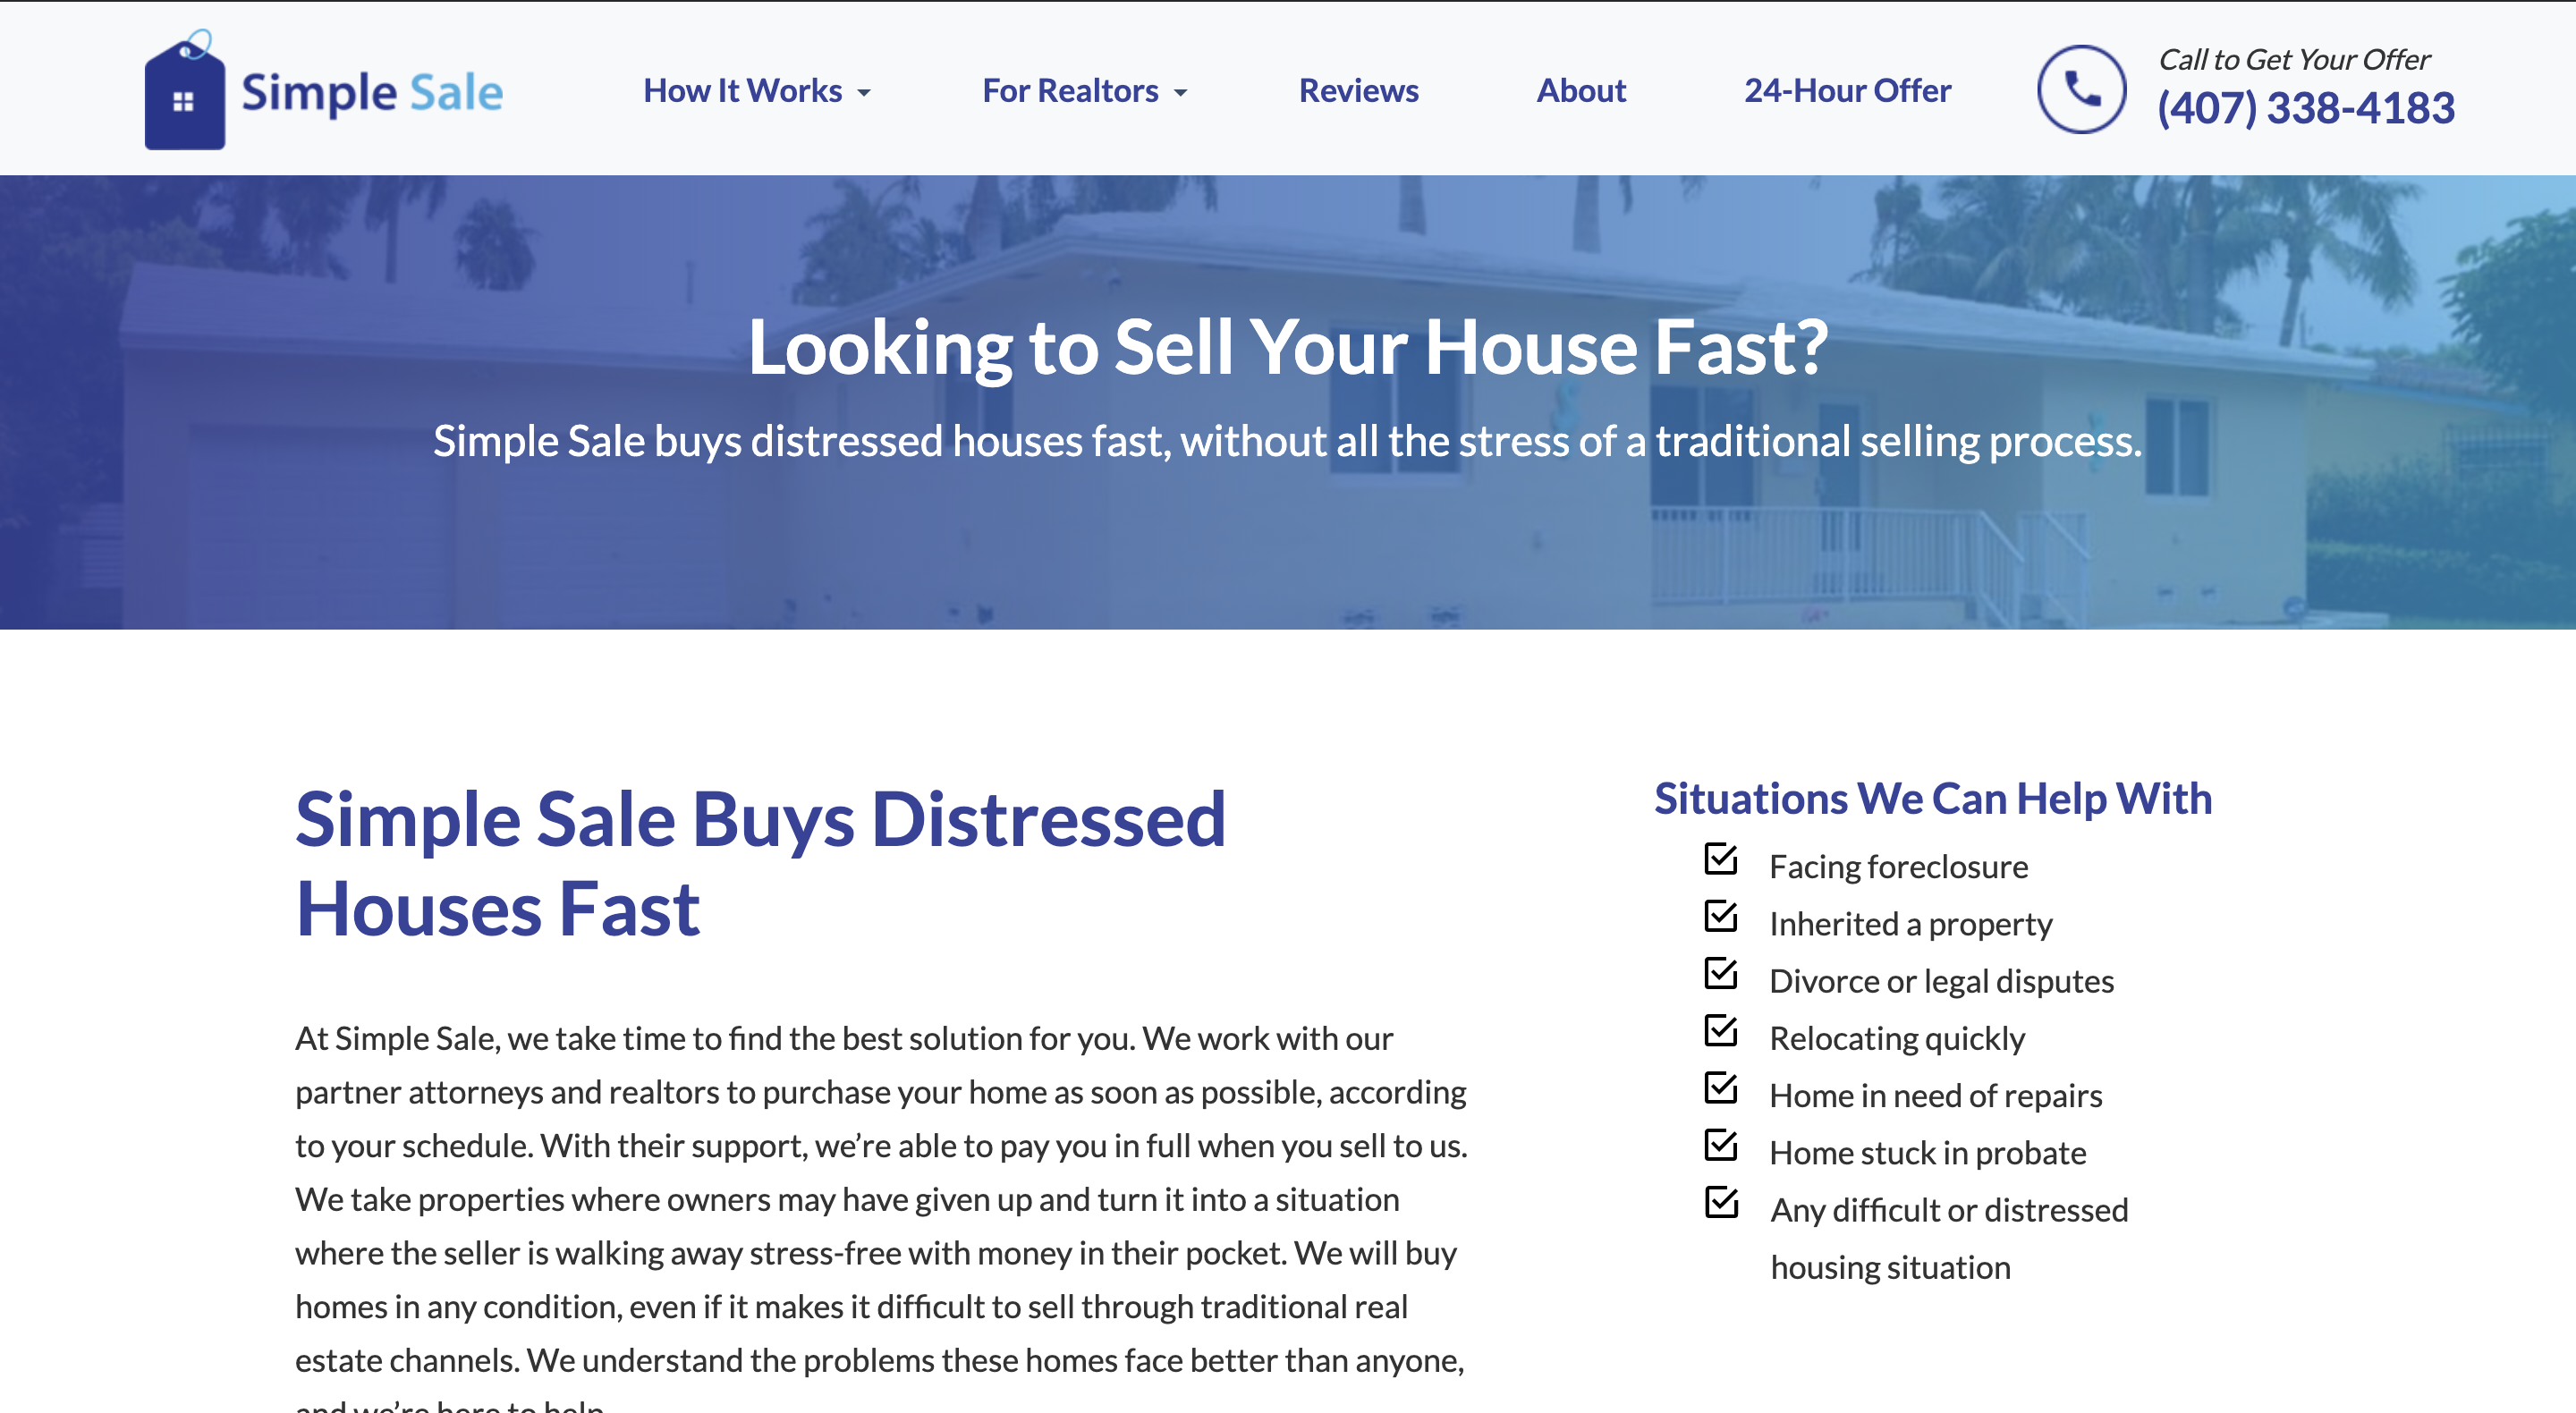 Simple Sale
How It Works
For Realtors
Reviews
About
24-Hour Offer
Call to Get Your Offer
(407) 338-4183
Looking to Sell Your House Fast?
Simple Sale buys distressed houses fast, without all the stress of a traditional selling process.
Simple Sale Buys Distressed
Houses Fast
At Simple Sale, we take time to find the best solution for you. We work with our
partner attorneys and realtors to purchase your home as soon as possible, according
to your schedule. With their support, we’re able to pay you in full when you sell to us.
We take properties where owners may have given up and turn it into a situation
where the seller is walking away stress-free with money in their pocket. We will buy
homes in any condition, even if it makes it difficult to sell through traditional real
estate channels. We understand the problems these homes face better than anyone,
and we’re here to help
Situations We Can Help With
Facing foreclosure
Inherited a property
Divorce or legal disputes
Relocating quickly
Home in need of repairs
Home stuck in probate
Any difficult or distressed
housing situation